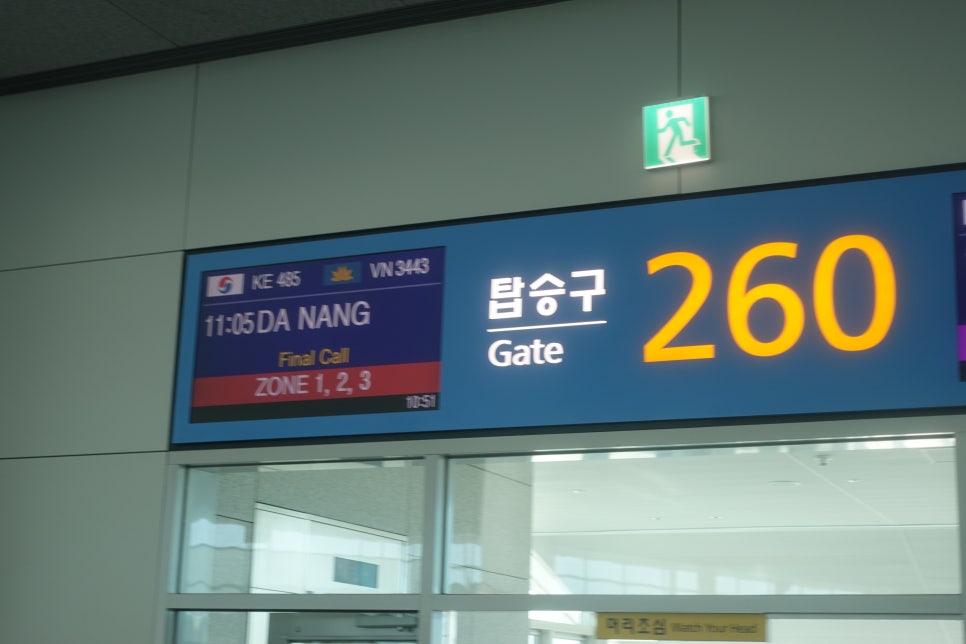 KE 485 VN 3443
11:05 DA NANG
Final Call
ZONE 1, 2, 3
10:51
탑승구
Gate
260
머리조심 Watch Your Head